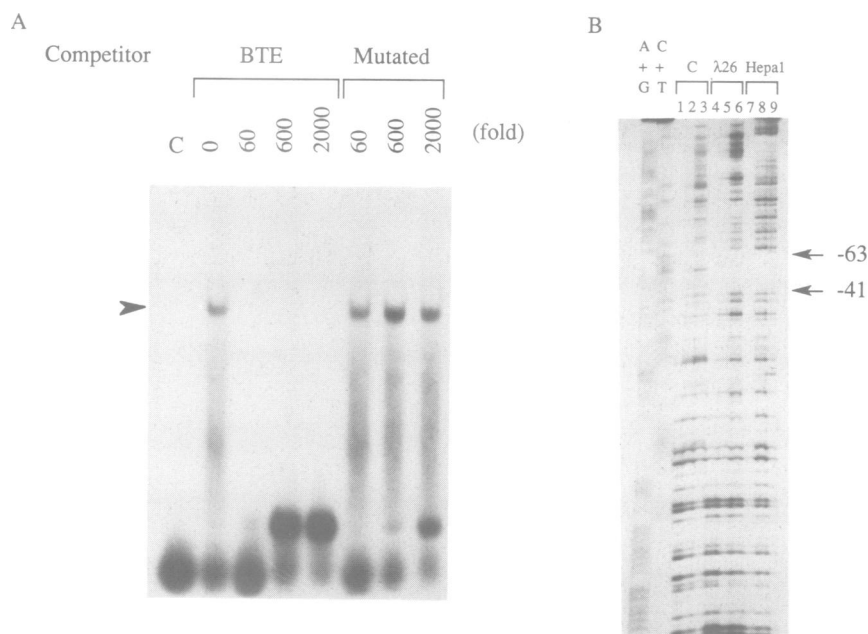 A
Competitor BTE Mutated
C 0 60 600 2000 60 600 2000 (fold)
B
A + G
C + T
C λ26 Hepa1
1 2 3 4 5 6 7 8 9
-63
-41